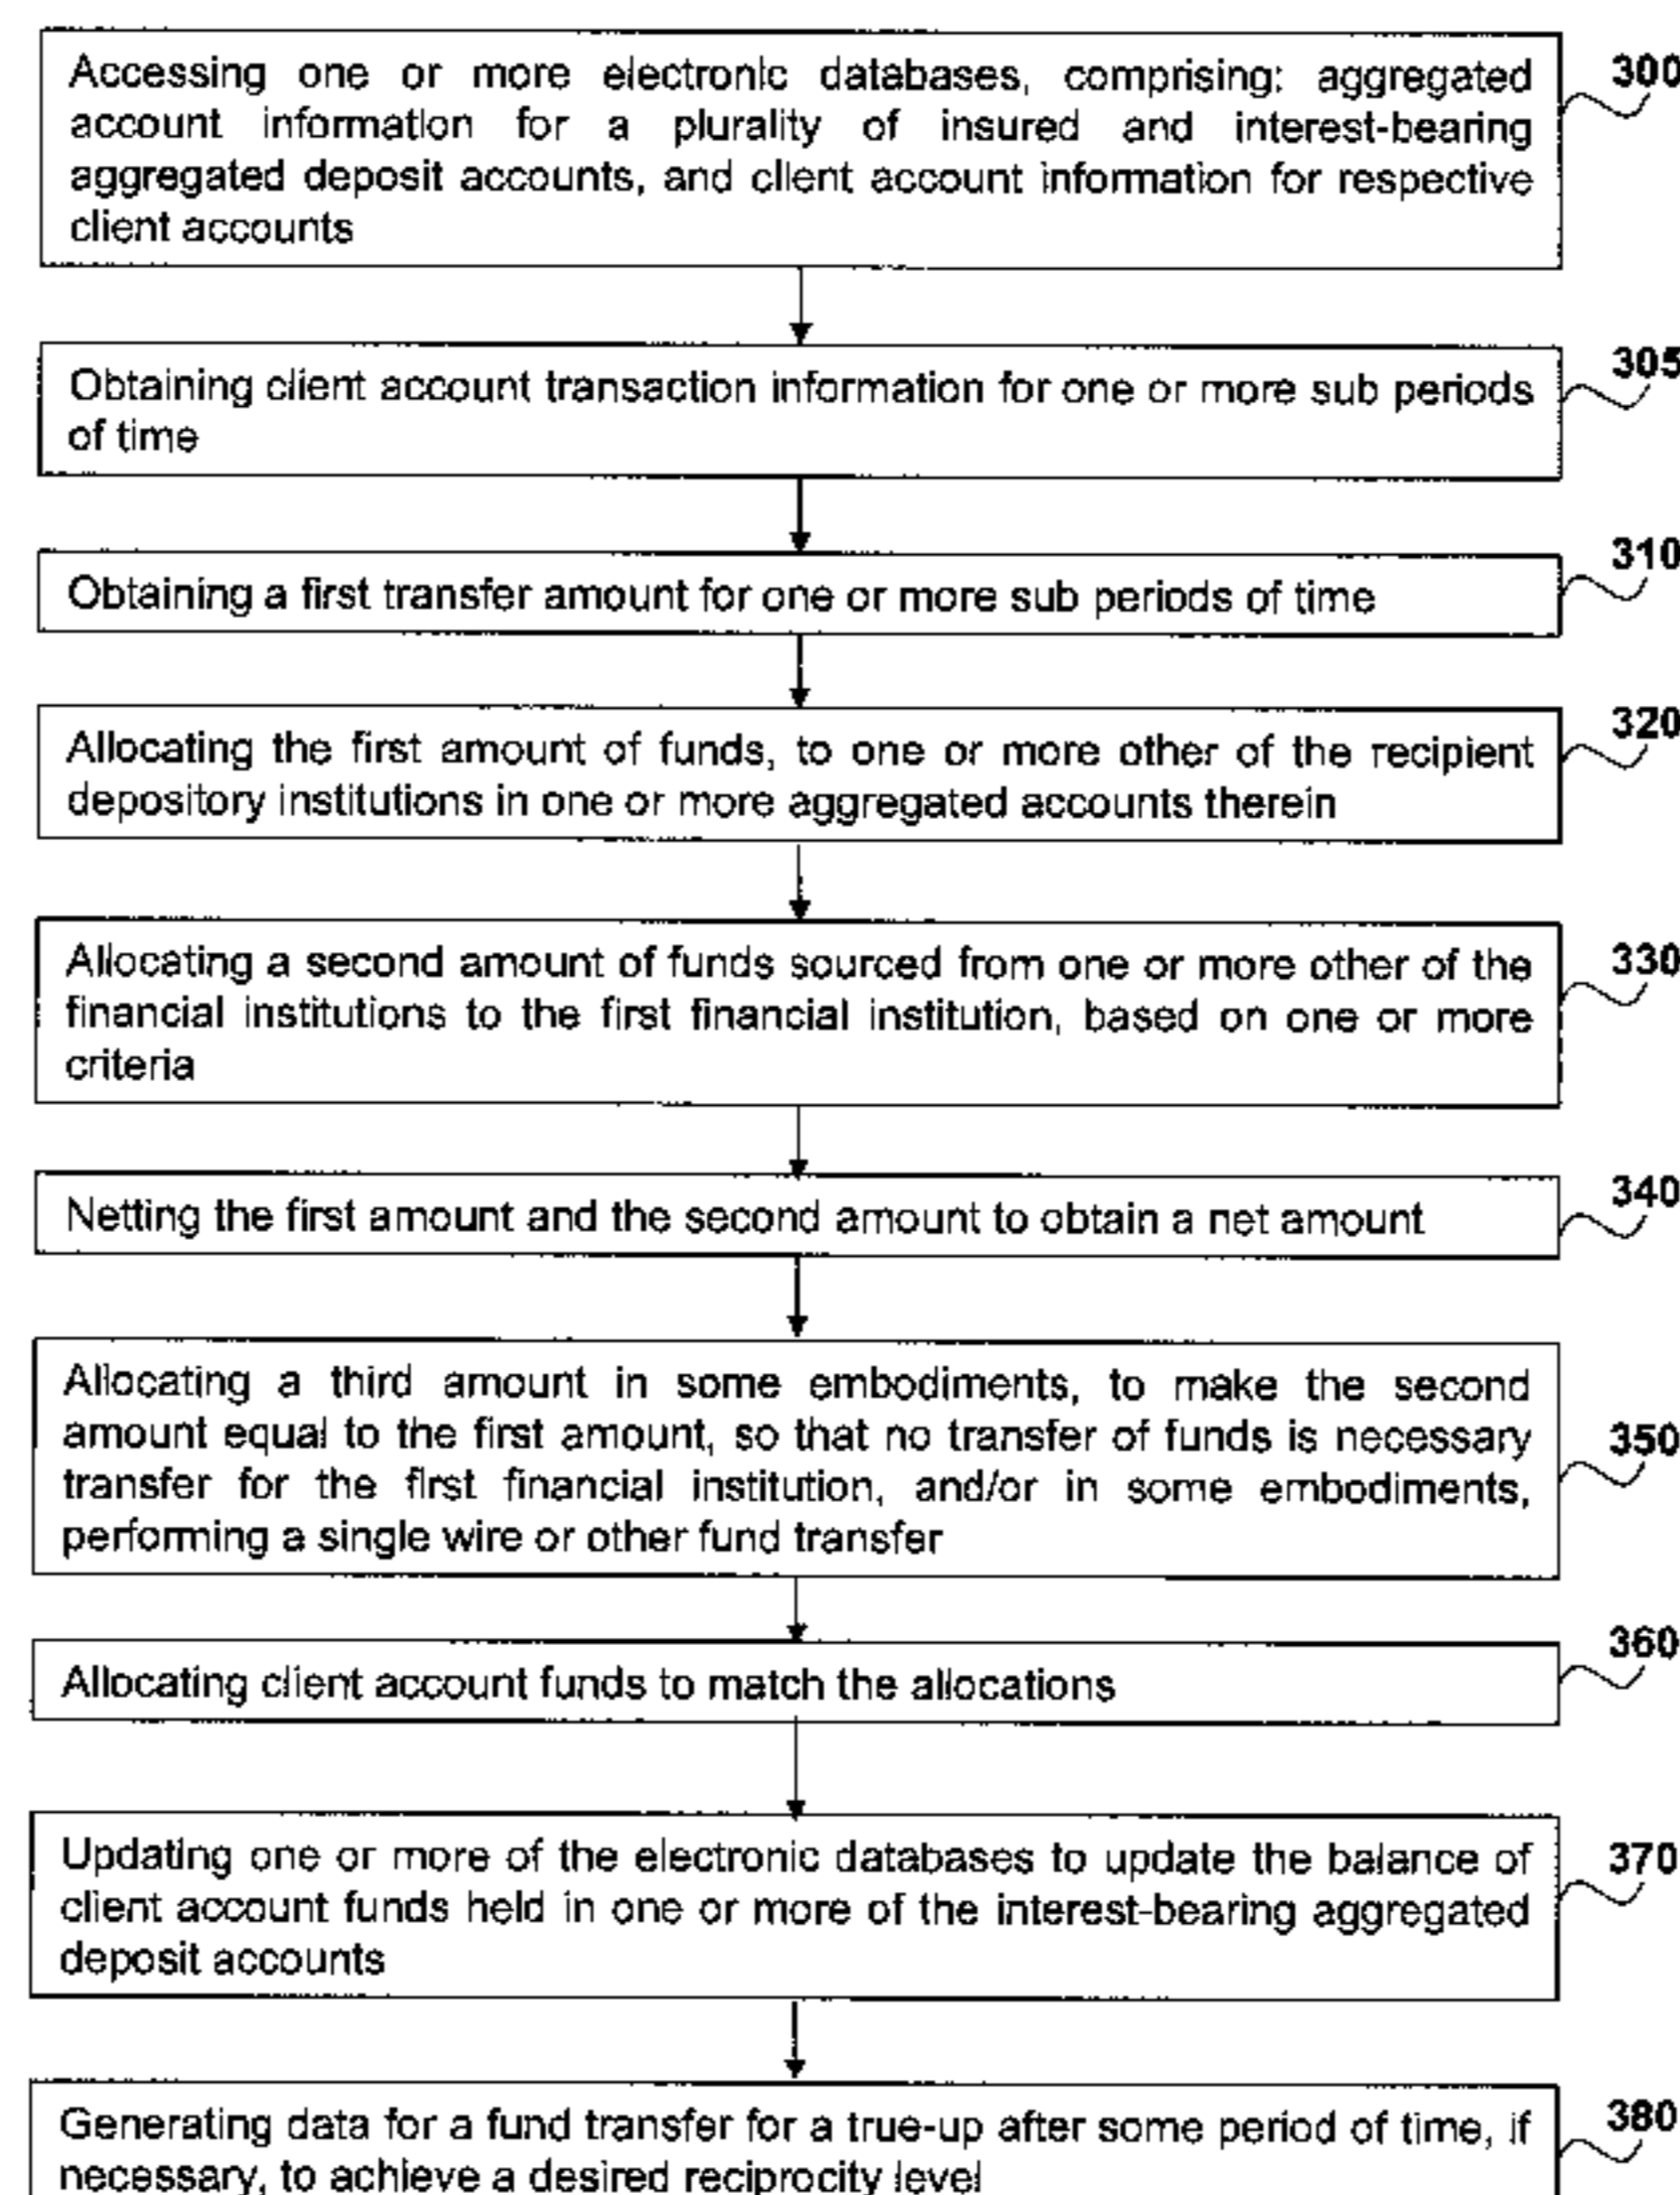 Accessing one or more electronic databases, comprising: aggregated
account information for a plurality of insured and interest-bearing
aggregated deposit accounts, and client account information for respective
client accounts
300
Obtaining client account transaction information for one or more sub periods
of time
305
Obtaining a first transfer amount for one or more sub periods of time
310
Allocating the first amount of funds, to one or more other of the recipient
depository institutions in one or more aggregated accounts therein
320
Allocating a second amount of funds sourced from one or more other of the
financial institutions to the first financial institution, based on one or more
criteria
330
Netting the first amount and the second amount to obtain a net amount
340
Allocating a third amount in some embodiments, to make the second
amount equal to the first amount, so that no transfer of funds is necessary
transfer for the first financial institution, and/or in some embodiments,
performing a single wire or other fund transfer
350
Allocating client account funds to match the allocations
360
Updating one or more of the electronic databases to update the balance of
client account funds held in one or more of the interest-bearing aggregated
deposit accounts
370
Generating data for a fund transfer for a true-up after some period of time, if
necessary, to achieve a desired reciprocity level
380